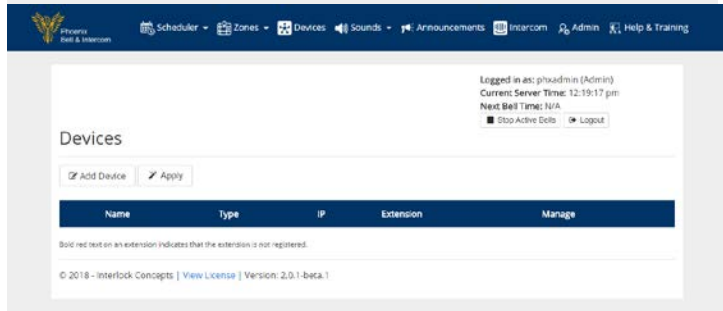 Phoenix
Bell & Intercom
Scheduler Zones Devices Sounds Announcements Intercom Admin Help & Training
Logged in as: phxadmin (Admin)
Current Server Time: 12:19:17 pm
Next Bell Time: N/A
Stop Active Bells Logout
Devices
Add Device Apply
Name Type IP Extension Manage
Bold red text on an extension indicates that the extension is not registered.
© 2018 - Interlock Concepts | View License | Version: 2.0.1-beta.1